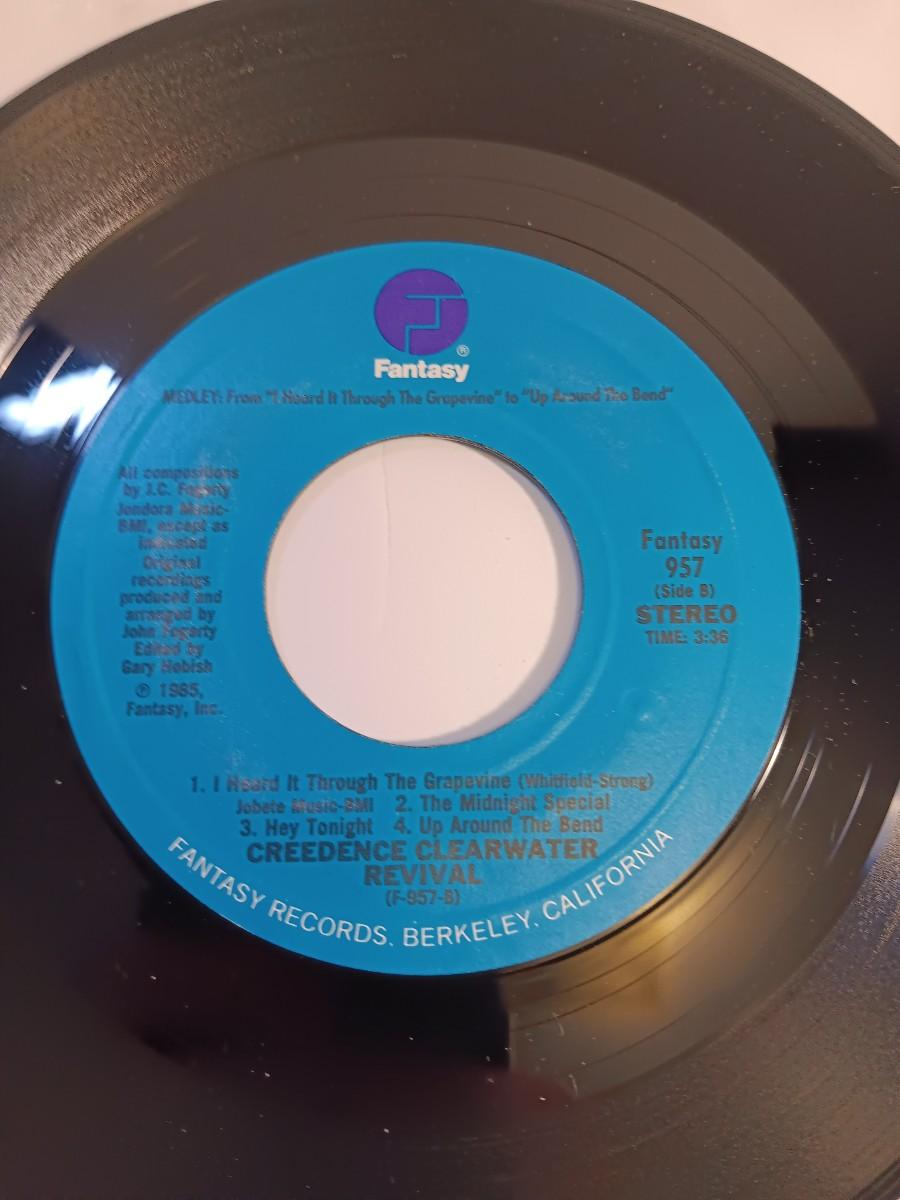 ®
Fantasy
MEDLEY: From "I Heard It Through The Grapevine" to "Up Around The Bend"
All compositions
by J.C. Fogerty
Jondora Music-
BMI, except as
indicated
Original
recordings
produced and
arranged by
John Fogerty
Edited by
Gary Hobish
℗ 1985,
Fantasy, Inc.
Fantasy
957
(Side B)
STEREO
TIME: 3:36
1. I Heard It Through The Grapevine (Whitfield-Strong)
Jobete Music-BMI 2. The Midnight Special
3. Hey Tonight 4. Up Around The Bend
CREEDENCE CLEARWATER
REVIVAL
(F-957-B)
FANTASY RECORDS, BERKELEY, CALIFORNIA